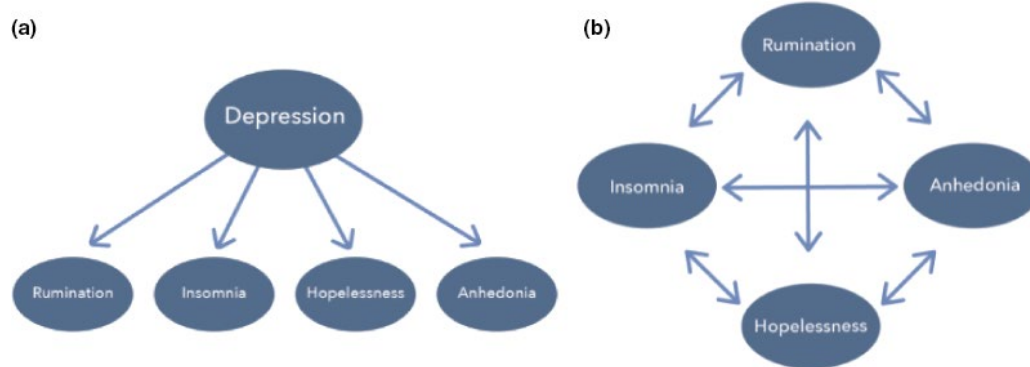 (a)
Depression
Rumination
Insomnia
Hopelessness
Anhedonia
(b)
Rumination
Insomnia
Anhedonia
Hopelessness